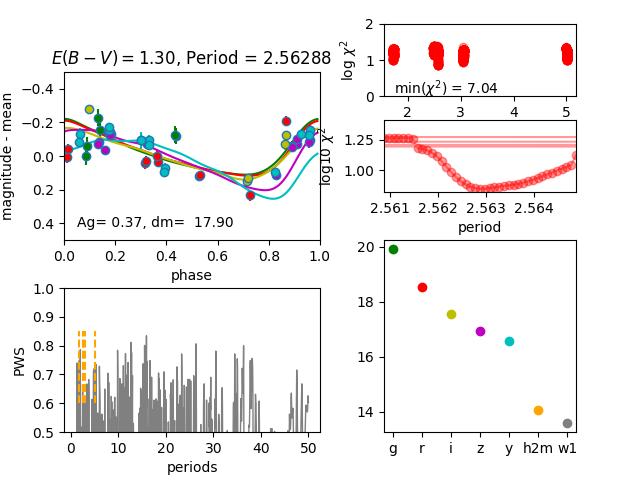 E(B − V) = 1.30, Period = 2.56288
−0.4
−0.2
0.0
0.2
0.4
magnitude - mean
Ag= 0.37, dm= 17.90
0.0 0.2 0.4 0.6 0.8 1.0
phase
2
1
0
log χ²
min(χ²) = 7.04
2 3 4 5
1.25
1.00
log10 χ²
2.561 2.562 2.563 2.564
period
1.0
0.9
0.8
0.7
0.6
0.5
PWS
0 10 20 30 40 50
periods
20
18
16
14
g r i z y h2m w1